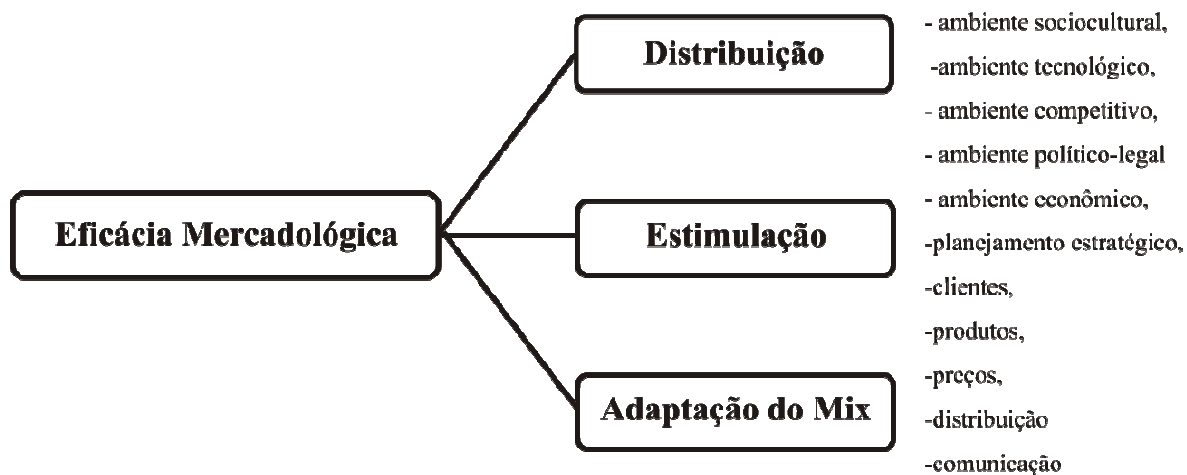 Eficácia Mercadológica
Distribuição
Estimulação
Adaptação do Mix
- ambiente sociocultural,
-ambiente tecnológico,
- ambiente competitivo,
- ambiente político-legal
- ambiente econômico,
-planejamento estratégico,
-clientes,
-produtos,
-preços,
-distribuição
-comunicação